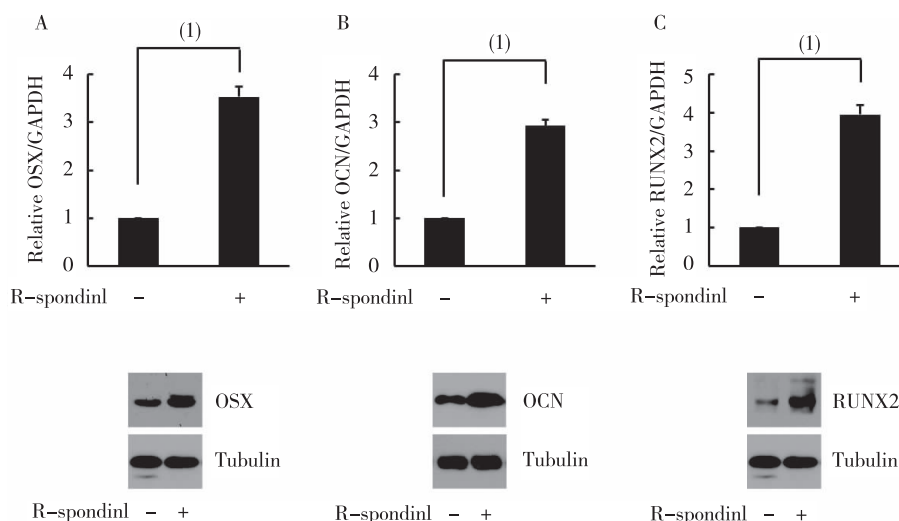 A
(1)
Relative OSX/GAPDH
4
3
2
1
0
R-spondinl
− +
B
(1)
Relative OCN/GAPDH
4
3
2
1
0
R-spondinl
− +
C
(1)
Relative RUNX2/GAPDH
5
4
3
2
1
0
R-spondinl
− +
OSX
Tubulin
R-spondinl − +
OCN
Tubulin
R-spondinl − +
RUNX2
Tubulin
R-spondinl − +